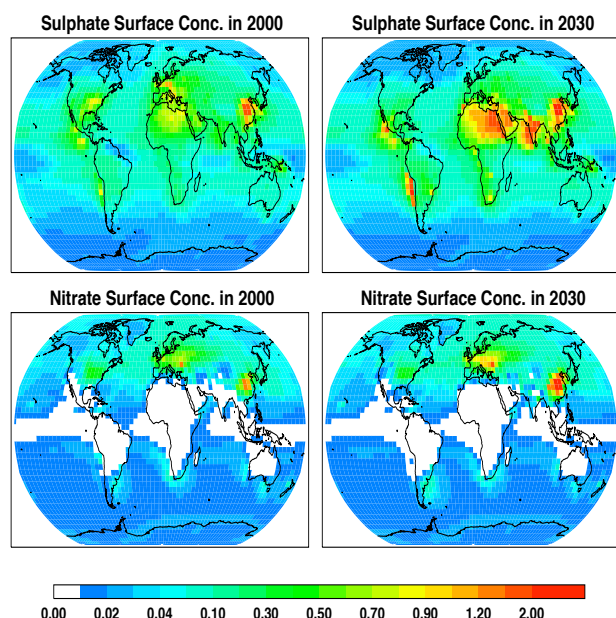 Sulphate Surface Conc. in 2000
Sulphate Surface Conc. in 2030
Nitrate Surface Conc. in 2000
Nitrate Surface Conc. in 2030
0.00 0.02 0.04 0.10 0.30 0.50 0.70 0.90 1.20 2.00